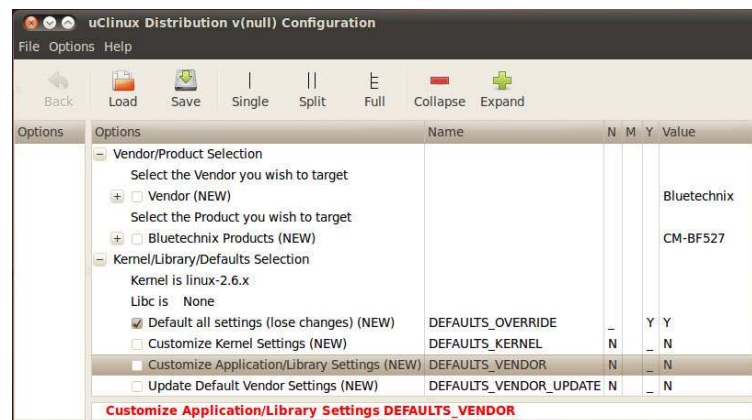 uClinux Distribution v(null) Configuration
File Options Help
Back Load Save Single Split Full Collapse Expand
Options Options Name N M Y Value
Vendor/Product Selection
Select the Vendor you wish to target
Vendor (NEW) Bluetechnix
Select the Product you wish to target
Bluetechnix Products (NEW) CM-BF527
Kernel/Library/Defaults Selection
Kernel is linux-2.6.x
Libc is None
Default all settings (lose changes) (NEW) DEFAULTS_OVERRIDE _ Y Y
Customize Kernel Settings (NEW) DEFAULTS_KERNEL N _ N
Customize Application/Library Settings (NEW) DEFAULTS_VENDOR N _ N
Update Default Vendor Settings (NEW) DEFAULTS_VENDOR_UPDATE N _ N
Customize Application/Library Settings DEFAULTS_VENDOR